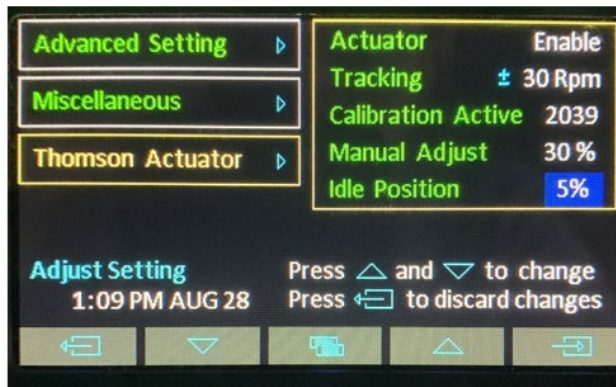 Advanced Setting
Miscellaneous
Thomson Actuator
Actuator Enable
Tracking ± 30 Rpm
Calibration Active 2039
Manual Adjust 30 %
Idle Position 5%
Adjust Setting
1:09 PM AUG 28
Press △ and ▽ to change
Press to discard changes